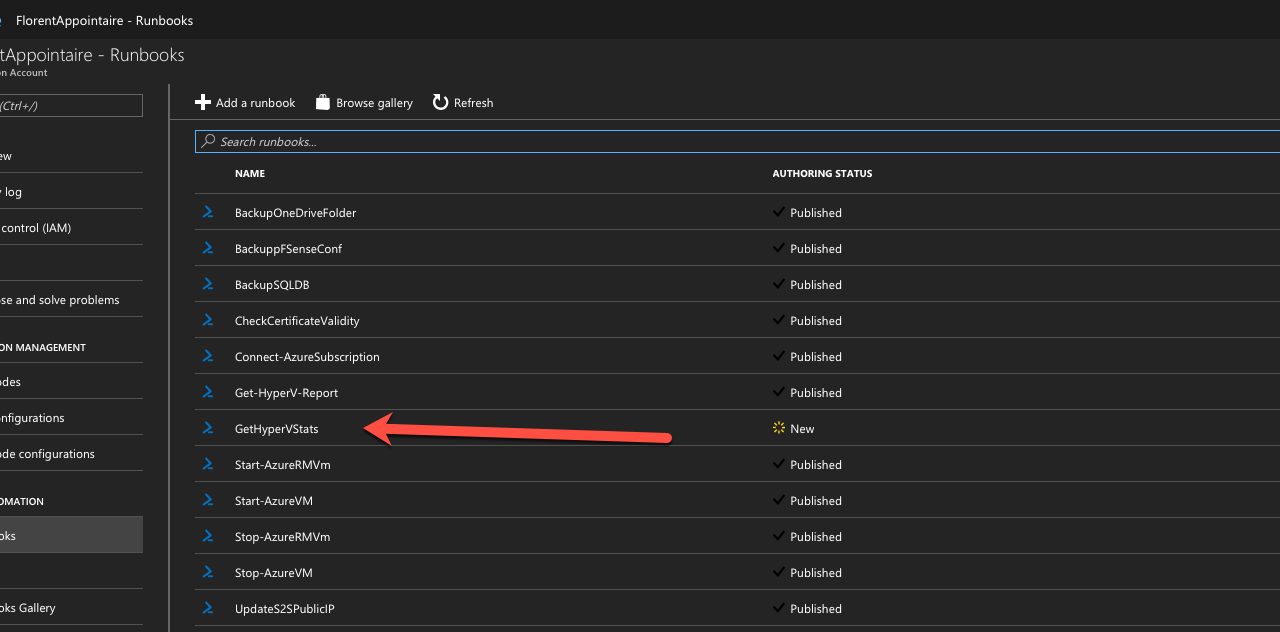 FlorentAppointaire - Runbooks
tAppointaire - Runbooks
on Account
(Ctrl+/)
Add a runbook Browse gallery Refresh
Search runbooks...
ew
log
control (IAM)
ose and solve problems
ON MANAGEMENT
odes
onfigurations
ode configurations
OMATION
oks
oks Gallery
NAME AUTHORING STATUS
BackupOneDriveFolder Published
BackuppFSenseConf Published
BackupSQLDB Published
CheckCertificateValidity Published
Connect-AzureSubscription Published
Get-HyperV-Report Published
GetHyperVStats New
Start-AzureRMVm Published
Start-AzureVM Published
Stop-AzureRMVm Published
Stop-AzureVM Published
UpdateS2SPublicIP Published